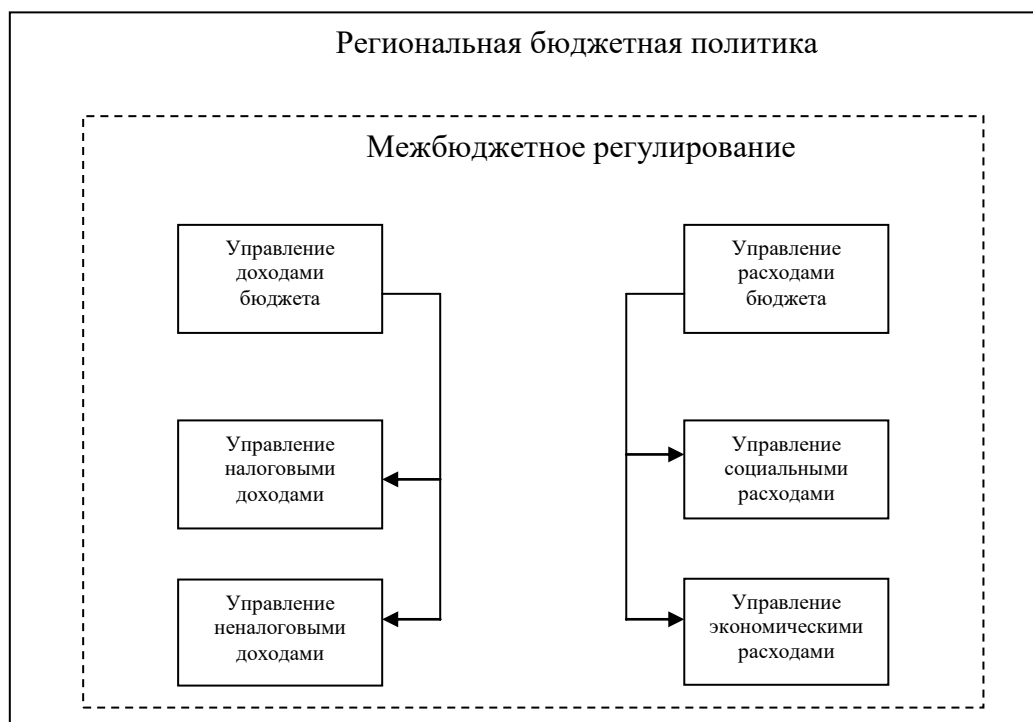 Региональная бюджетная политика
Межбюджетное регулирование
Управление
доходами
бюджета
Управление
расходами
бюджета
Управление
налоговыми
доходами
Управление
социальными
расходами
Управление
неналоговыми
доходами
Управление
экономическими
расходами